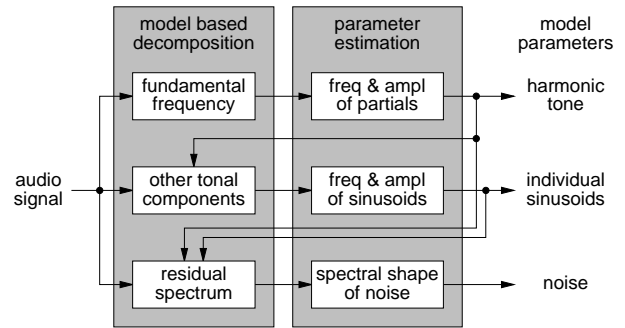 model based
decomposition
parameter
estimation
model
parameters
fundamental
frequency
freq & ampl
of partials
harmonic
tone
audio
signal
other tonal
components
freq & ampl
of sinusoids
individual
sinusoids
residual
spectrum
spectral shape
of noise
noise